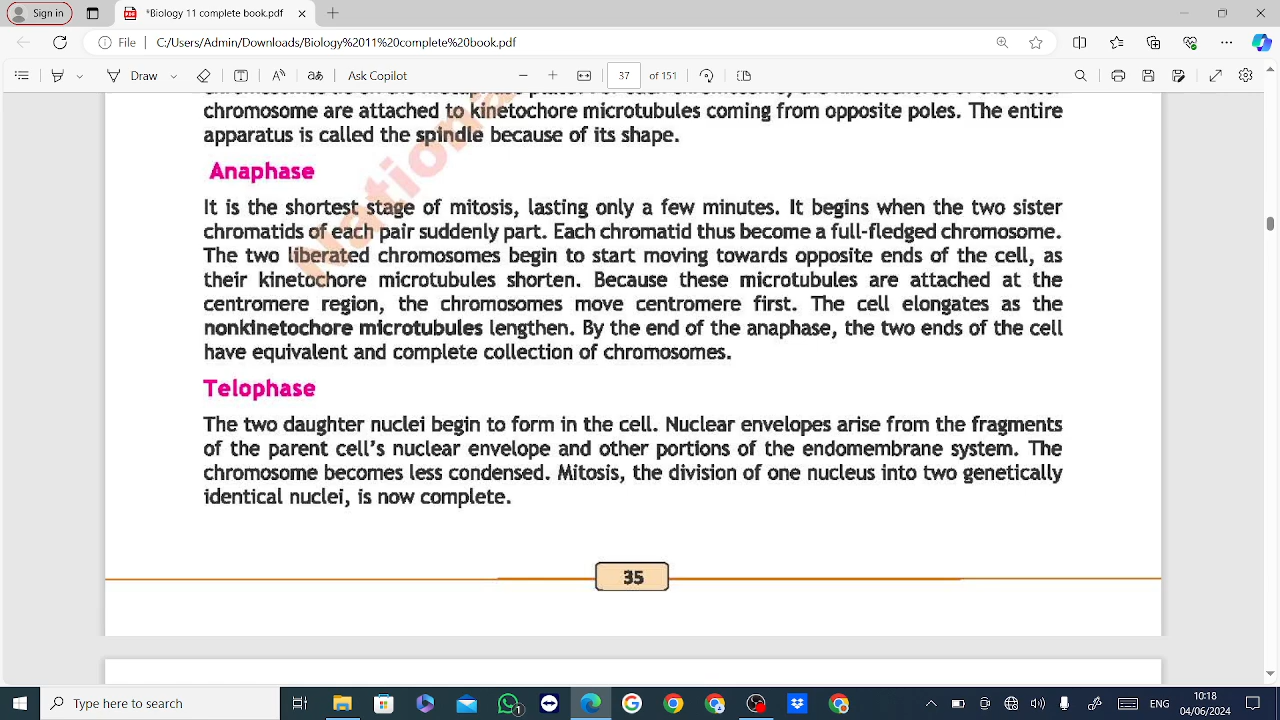 Sign in
*Biology 11 complete book.pdf
File
C:/Users/Admin/Downloads/Biology%2011%20complete%20book.pdf
Draw
Ask Copilot
37 of 151
chromosome are attached to kinetochore microtubules coming from opposite poles. The entire
apparatus is called the spindle because of its shape.
Anaphase
It is the shortest stage of mitosis, lasting only a few minutes. It begins when the two sister
chromatids of each pair suddenly part. Each chromatid thus become a full-fledged chromosome.
The two liberated chromosomes begin to start moving towards opposite ends of the cell, as
their kinetochore microtubules shorten. Because these microtubules are attached at the
centromere region, the chromosomes move centromere first. The cell elongates as the
nonkinetochore microtubules lengthen. By the end of the anaphase, the two ends of the cell
have equivalent and complete collection of chromosomes.
Telophase
The two daughter nuclei begin to form in the cell. Nuclear envelopes arise from the fragments
of the parent cell's nuclear envelope and other portions of the endomembrane system. The
chromosome becomes less condensed. Mitosis, the division of one nucleus into two genetically
identical nuclei, is now complete.
35
Type here to search
ENG
10:18
04/06/2024